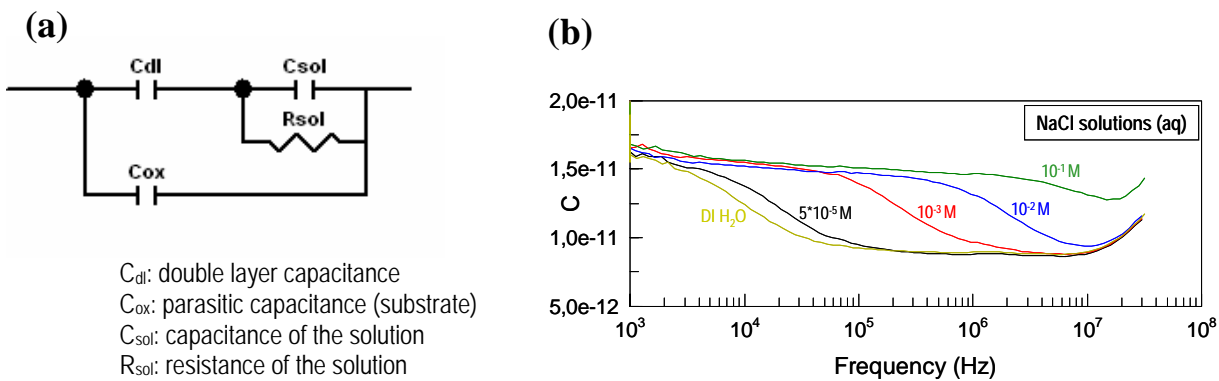 (a)
Cdl
Csol
Rsol
Cox
Cdl: double layer capacitance
Cox: parasitic capacitance (substrate)
Csol: capacitance of the solution
Rsol: resistance of the solution
(b)
2,0e-11
1,5e-11
1,0e-11
5,0e-12
C
NaCl solutions (aq)
10-1 M
DI H2O
5*10-5 M
10-3 M
10-2 M
103
104
105
106
107
108
Frequency (Hz)